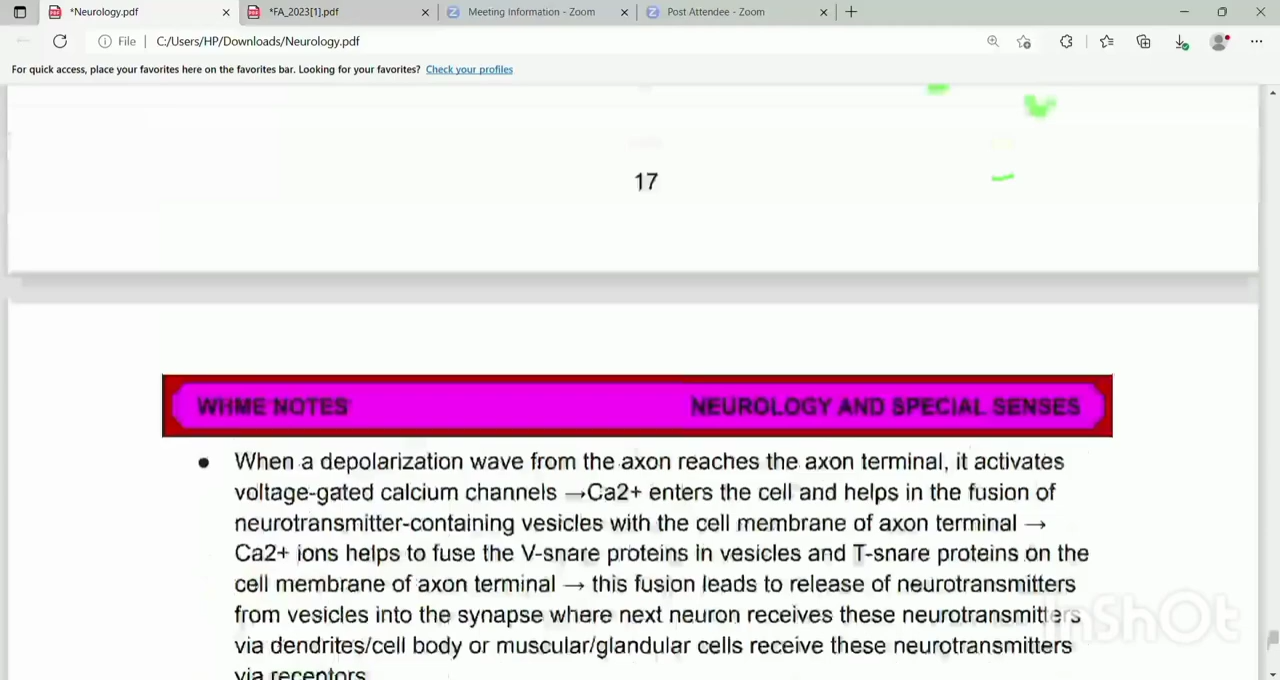 *Neurology.pdf
*FA_2023[1].pdf
Meeting Information - Zoom
Post Attendee - Zoom
File
C:/Users/HP/Downloads/Neurology.pdf
For quick access, place your favorites here on the favorites bar. Looking for your favorites? Check your profiles
17
WHME NOTES
NEUROLOGY AND SPECIAL SENSES
● When a depolarization wave from the axon reaches the axon terminal, it activates
voltage-gated calcium channels →Ca2+ enters the cell and helps in the fusion of
neurotransmitter-containing vesicles with the cell membrane of axon terminal →
Ca2+ ions helps to fuse the V-snare proteins in vesicles and T-snare proteins on the
cell membrane of axon terminal → this fusion leads to release of neurotransmitters
from vesicles into the synapse where next neuron receives these neurotransmitters
via dendrites/cell body or muscular/glandular cells receive these neurotransmitters
via receptors
InShOt